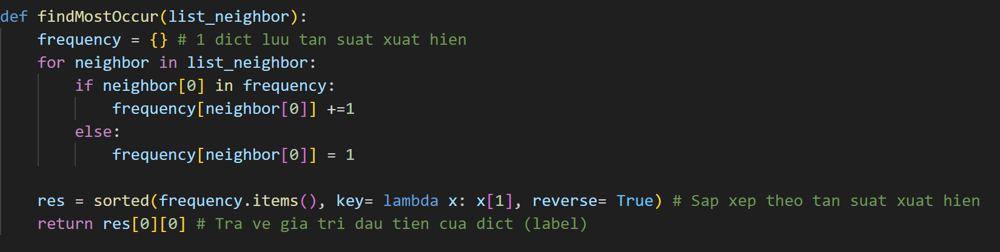 def findMostOccur(list_neighbor):
    frequency = {} # 1 dict luu tan suat xuat hien
    for neighbor in list_neighbor:
        if neighbor[0] in frequency:
            frequency[neighbor[0]] +=1
        else:
            frequency[neighbor[0]] = 1
    res = sorted(frequency.items(), key= lambda x: x[1], reverse= True) # Sap xep theo tan suat xuat hien
    return res[0][0] # Tra ve gia tri dau tien cua dict (label)